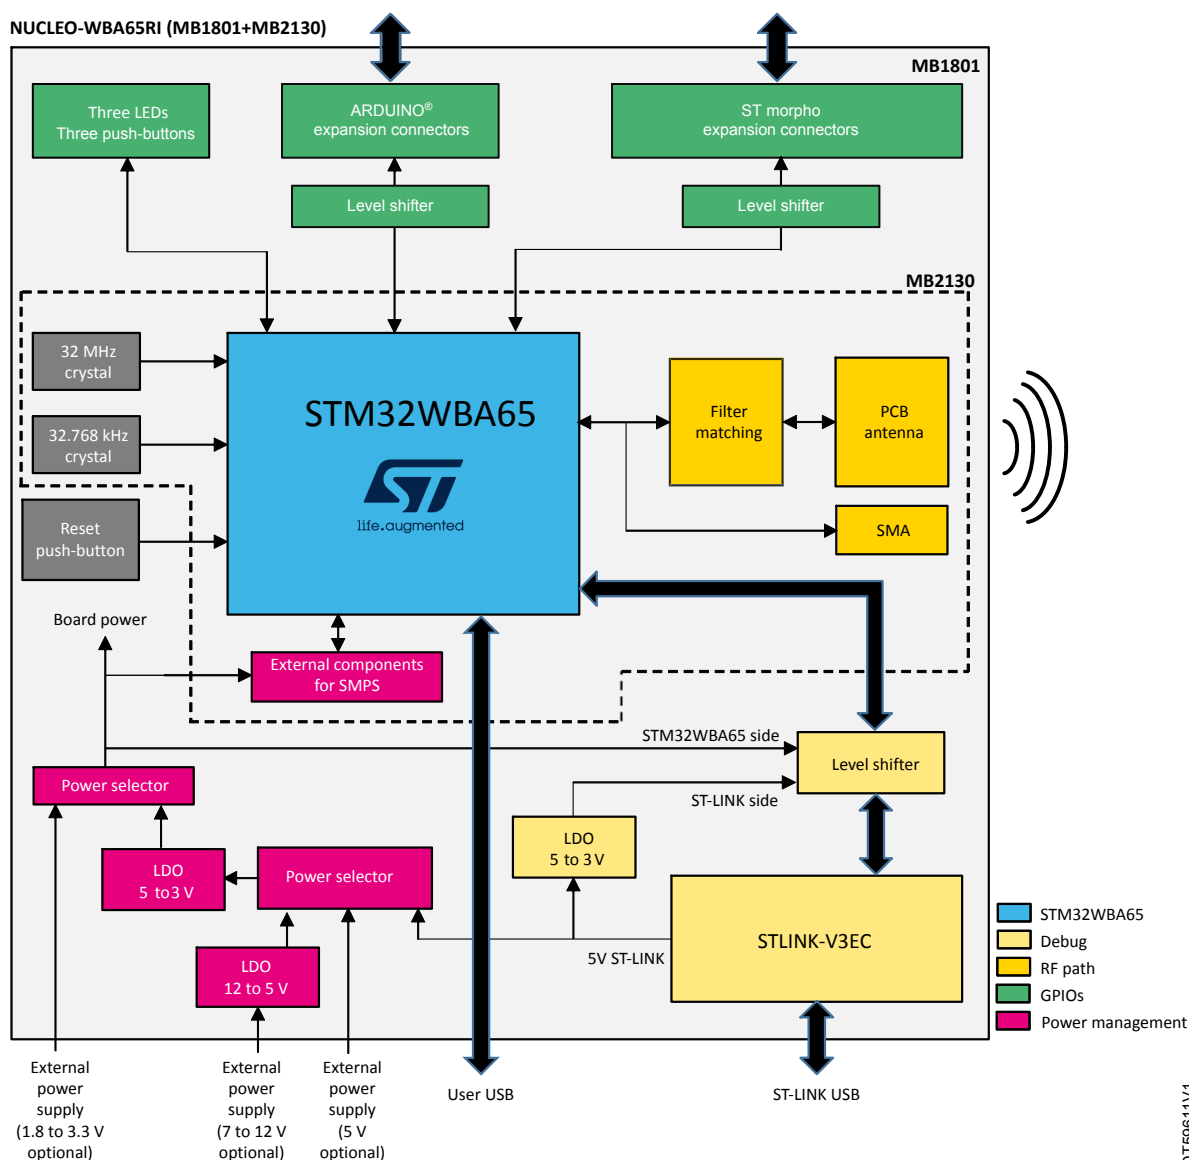 NUCLEO-WBA65RI (MB1801+MB2130)
MB1801
Three LEDs
Three push-buttons
ARDUINO®
expansion connectors
ST morpho
expansion connectors
Level shifter
Level shifter
MB2130
32 MHz
crystal
32.768 kHz
crystal
Reset
push-button
STM32WBA65
life.augmented
Filter
matching
PCB
antenna
SMA
Board power
External components
for SMPS
STM32WBA65 side
Level shifter
ST-LINK side
Power selector
LDO
5 to 3 V
LDO
5 to 3 V
Power selector
LDO
12 to 5 V
5V ST-LINK
STLINK-V3EC
STM32WBA65
Debug
RF path
GPIOs
Power management
External
power
supply
(1.8 to 3.3 V
optional)
External
power
supply
(7 to 12 V
optional)
External
power
supply
(5 V
optional)
User USB
ST-LINK USB